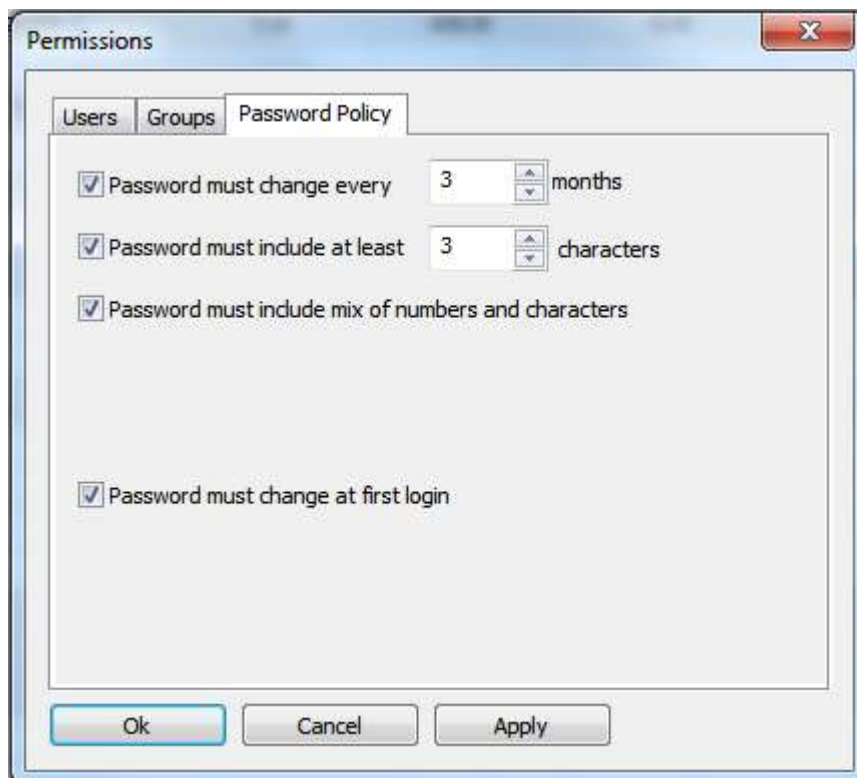 Permissions
Users Groups Password Policy
Password must change every 3 months
Password must include at least 3 characters
Password must include mix of numbers and characters
Password must change at first login
Ok Cancel Apply